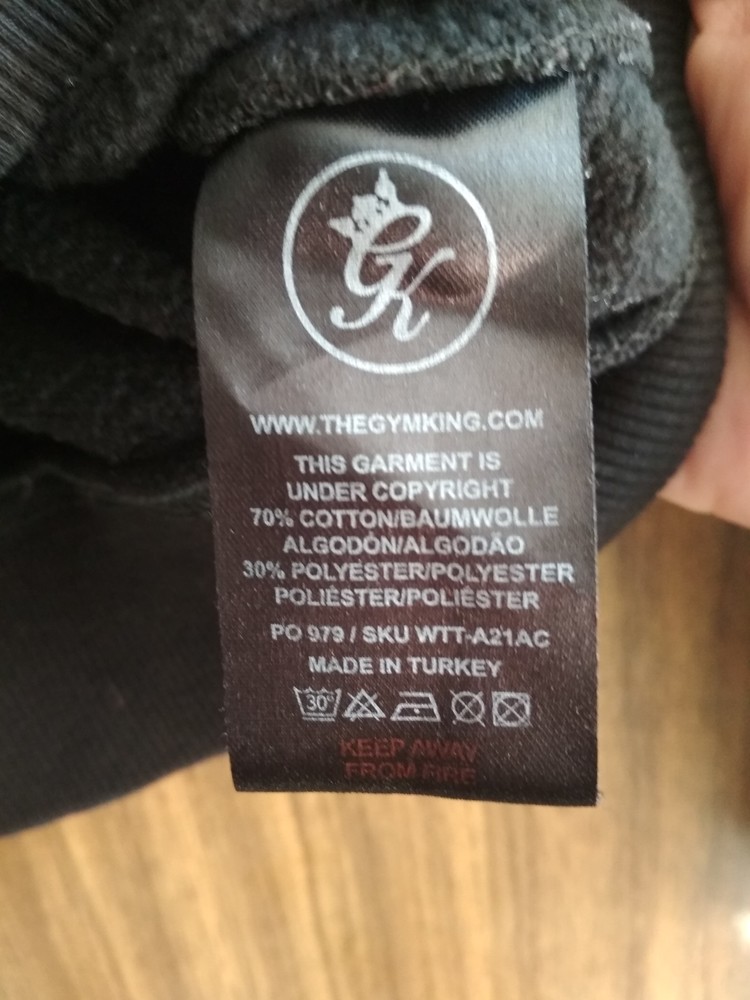 GK
WWW.THEGYMKING.COM
THIS GARMENT IS
UNDER COPYRIGHT
70% COTTON/BAUMWOLLE
ALGODÓN/ALGODÃO
30% POLYESTER/POLYESTER
POLIÉSTER/POLIÉSTER
PO 979 / SKU WTT-A21AC
MADE IN TURKEY
30°
KEEP AWAY
FROM FIRE